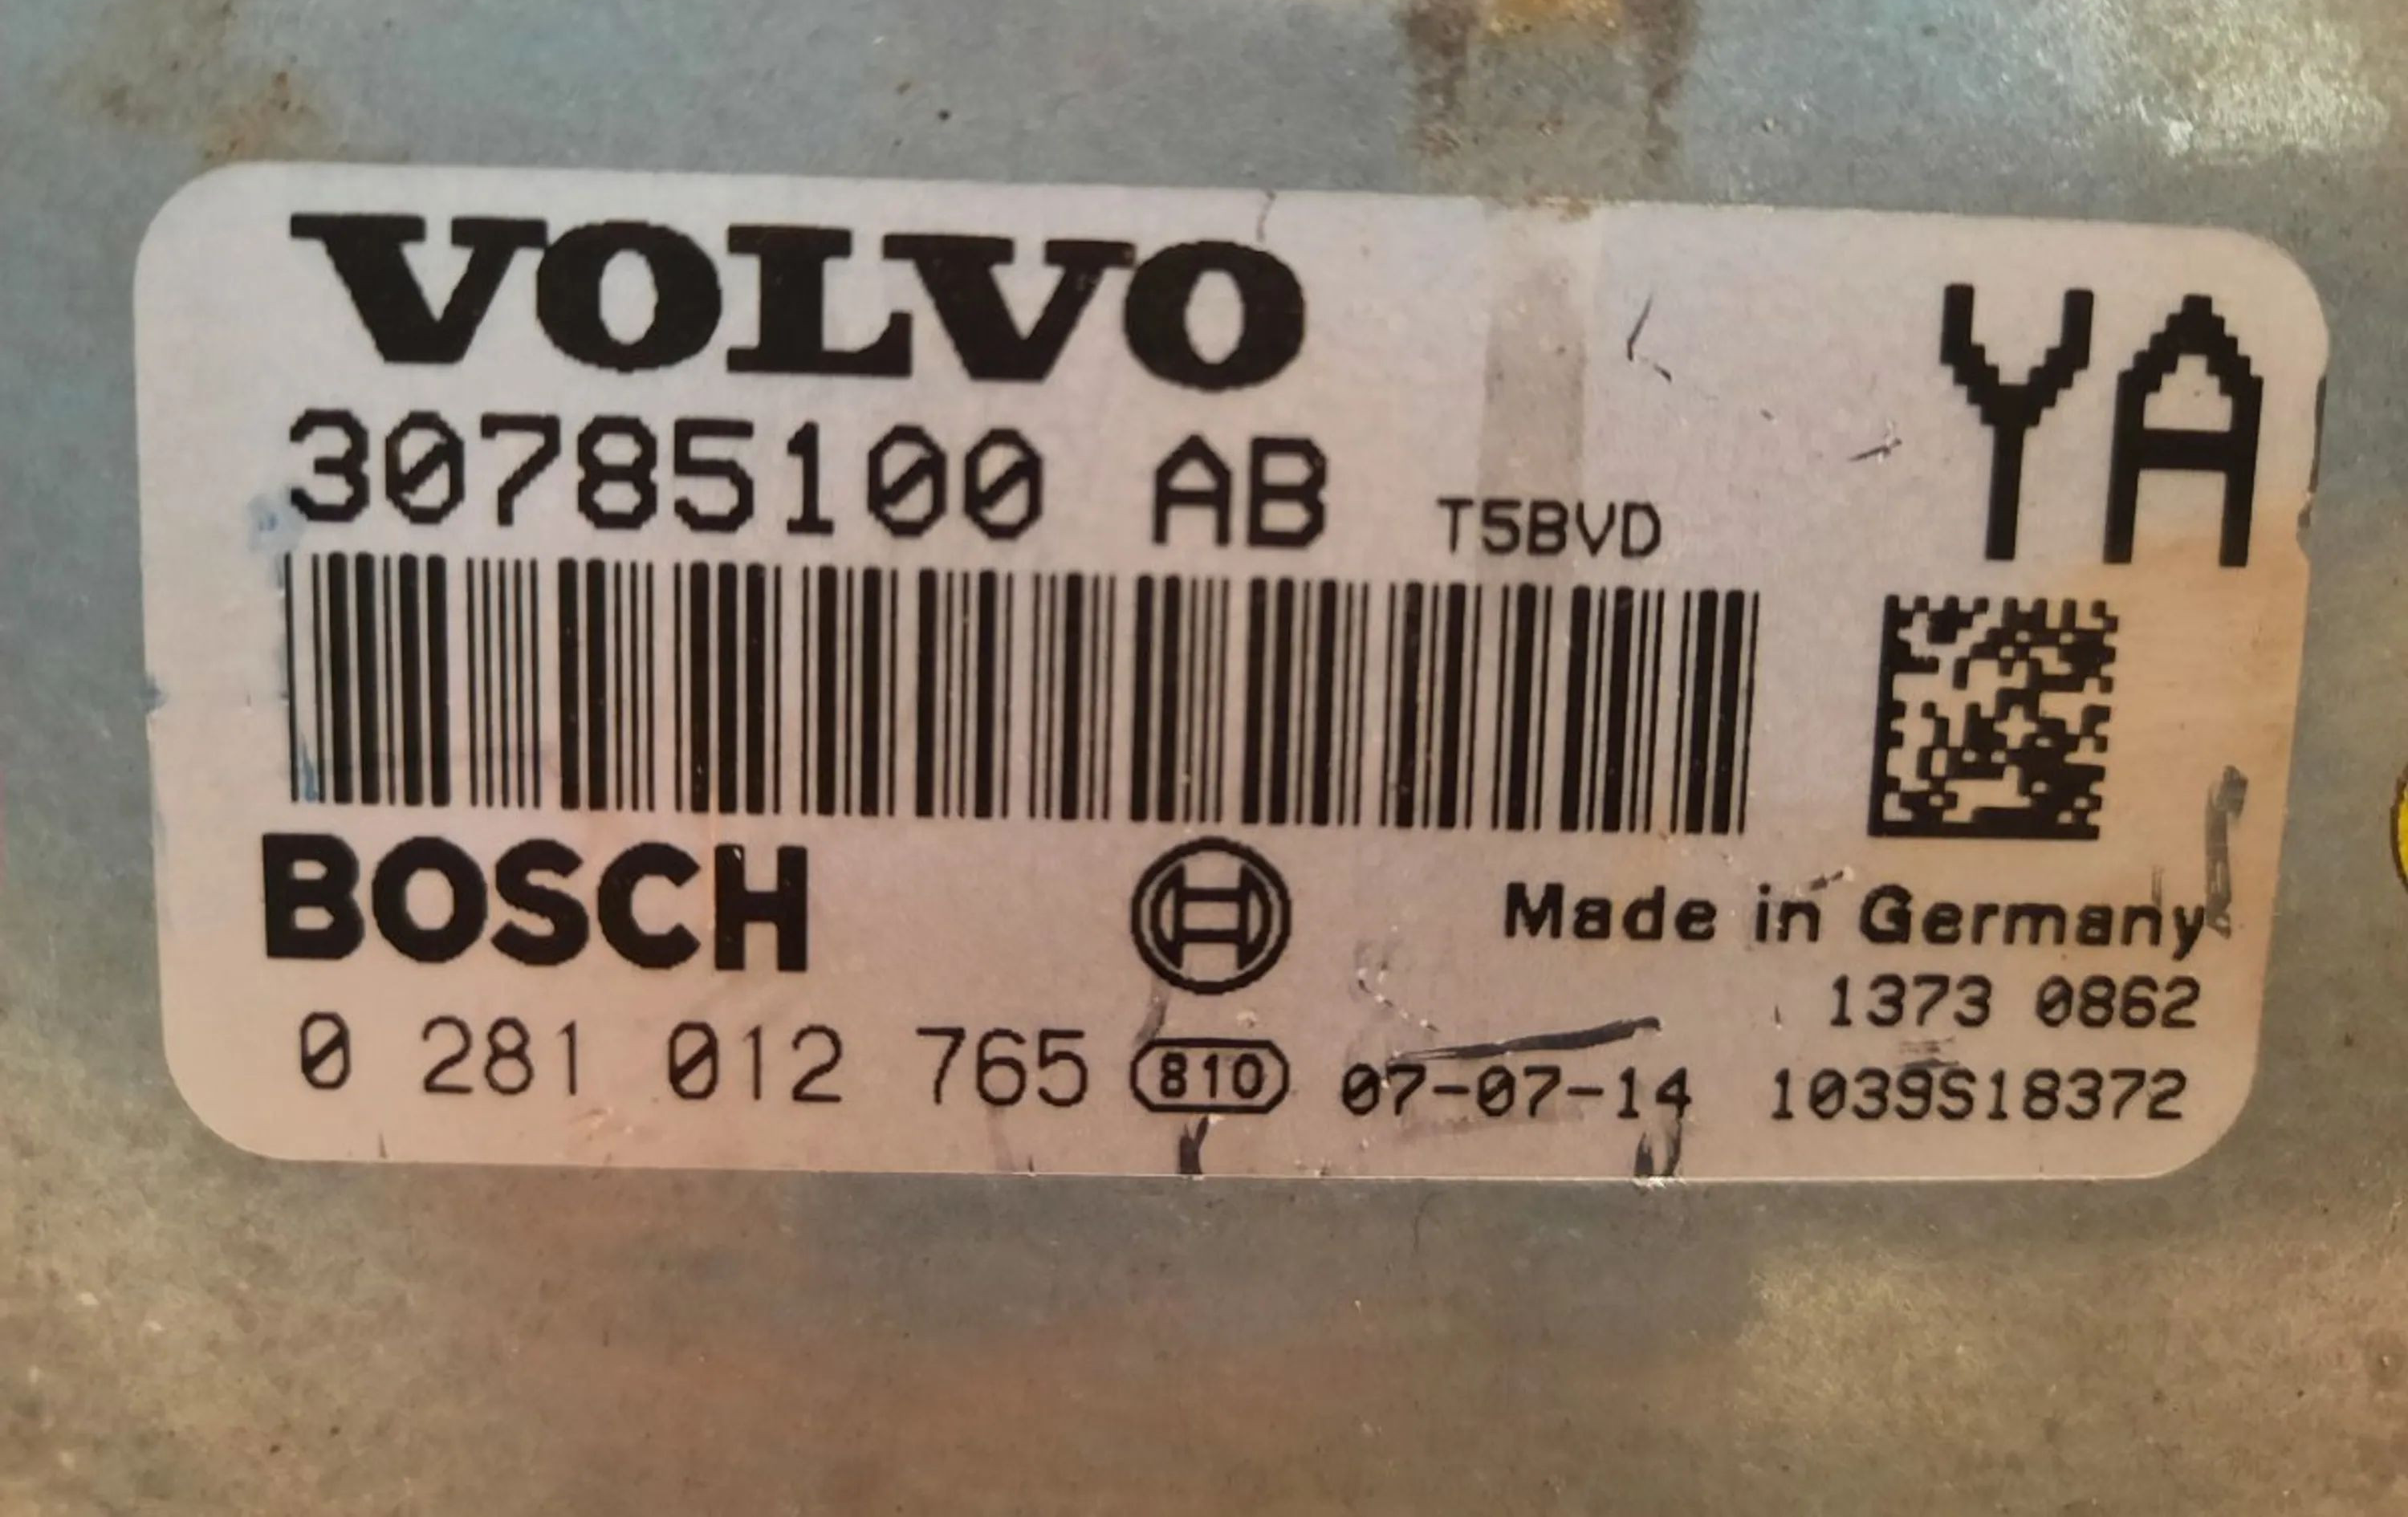 VOLVO
YA
30785100 AB T5BVD
BOSCH
Made in Germany
1373 0862
0 281 012 765 810 07-07-14 1039S18372